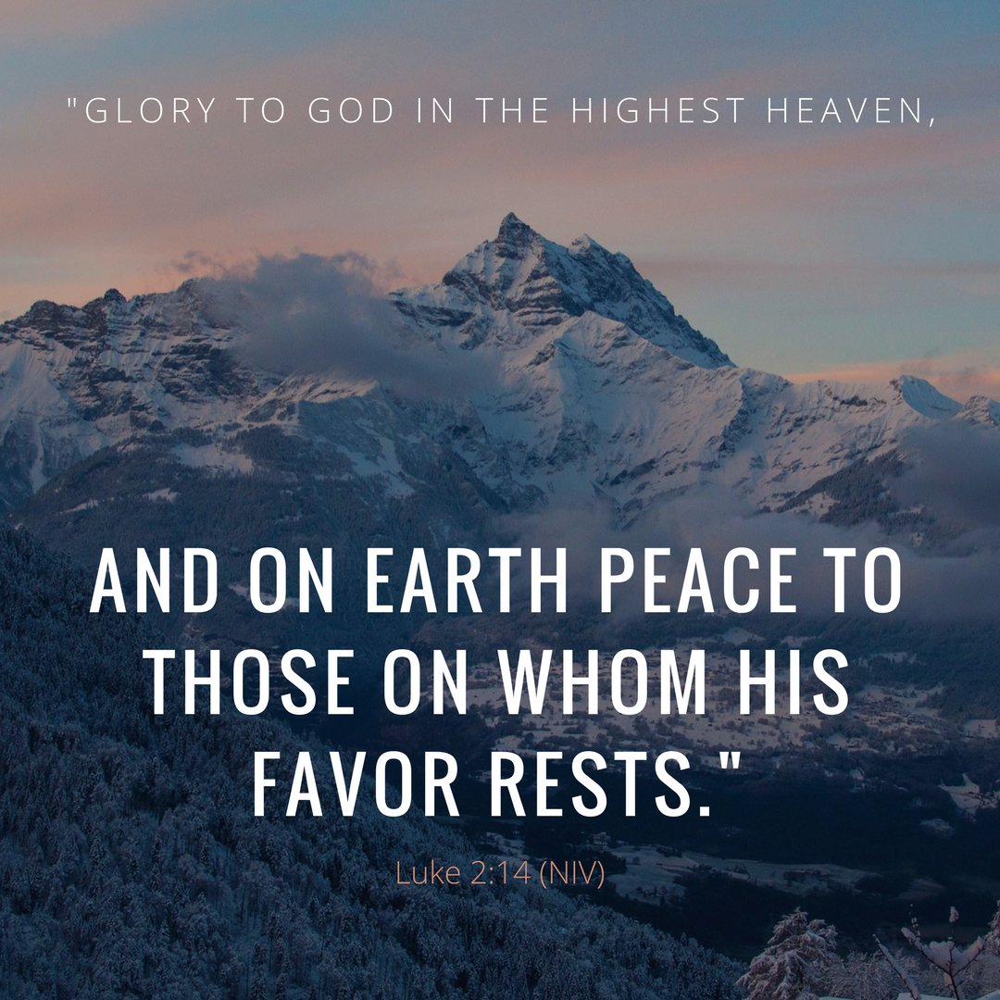 "GLORY TO GOD IN THE HIGHEST HEAVEN,
AND ON EARTH PEACE TO
THOSE ON WHOM HIS
FAVOR RESTS."
Luke 2:14 (NIV)